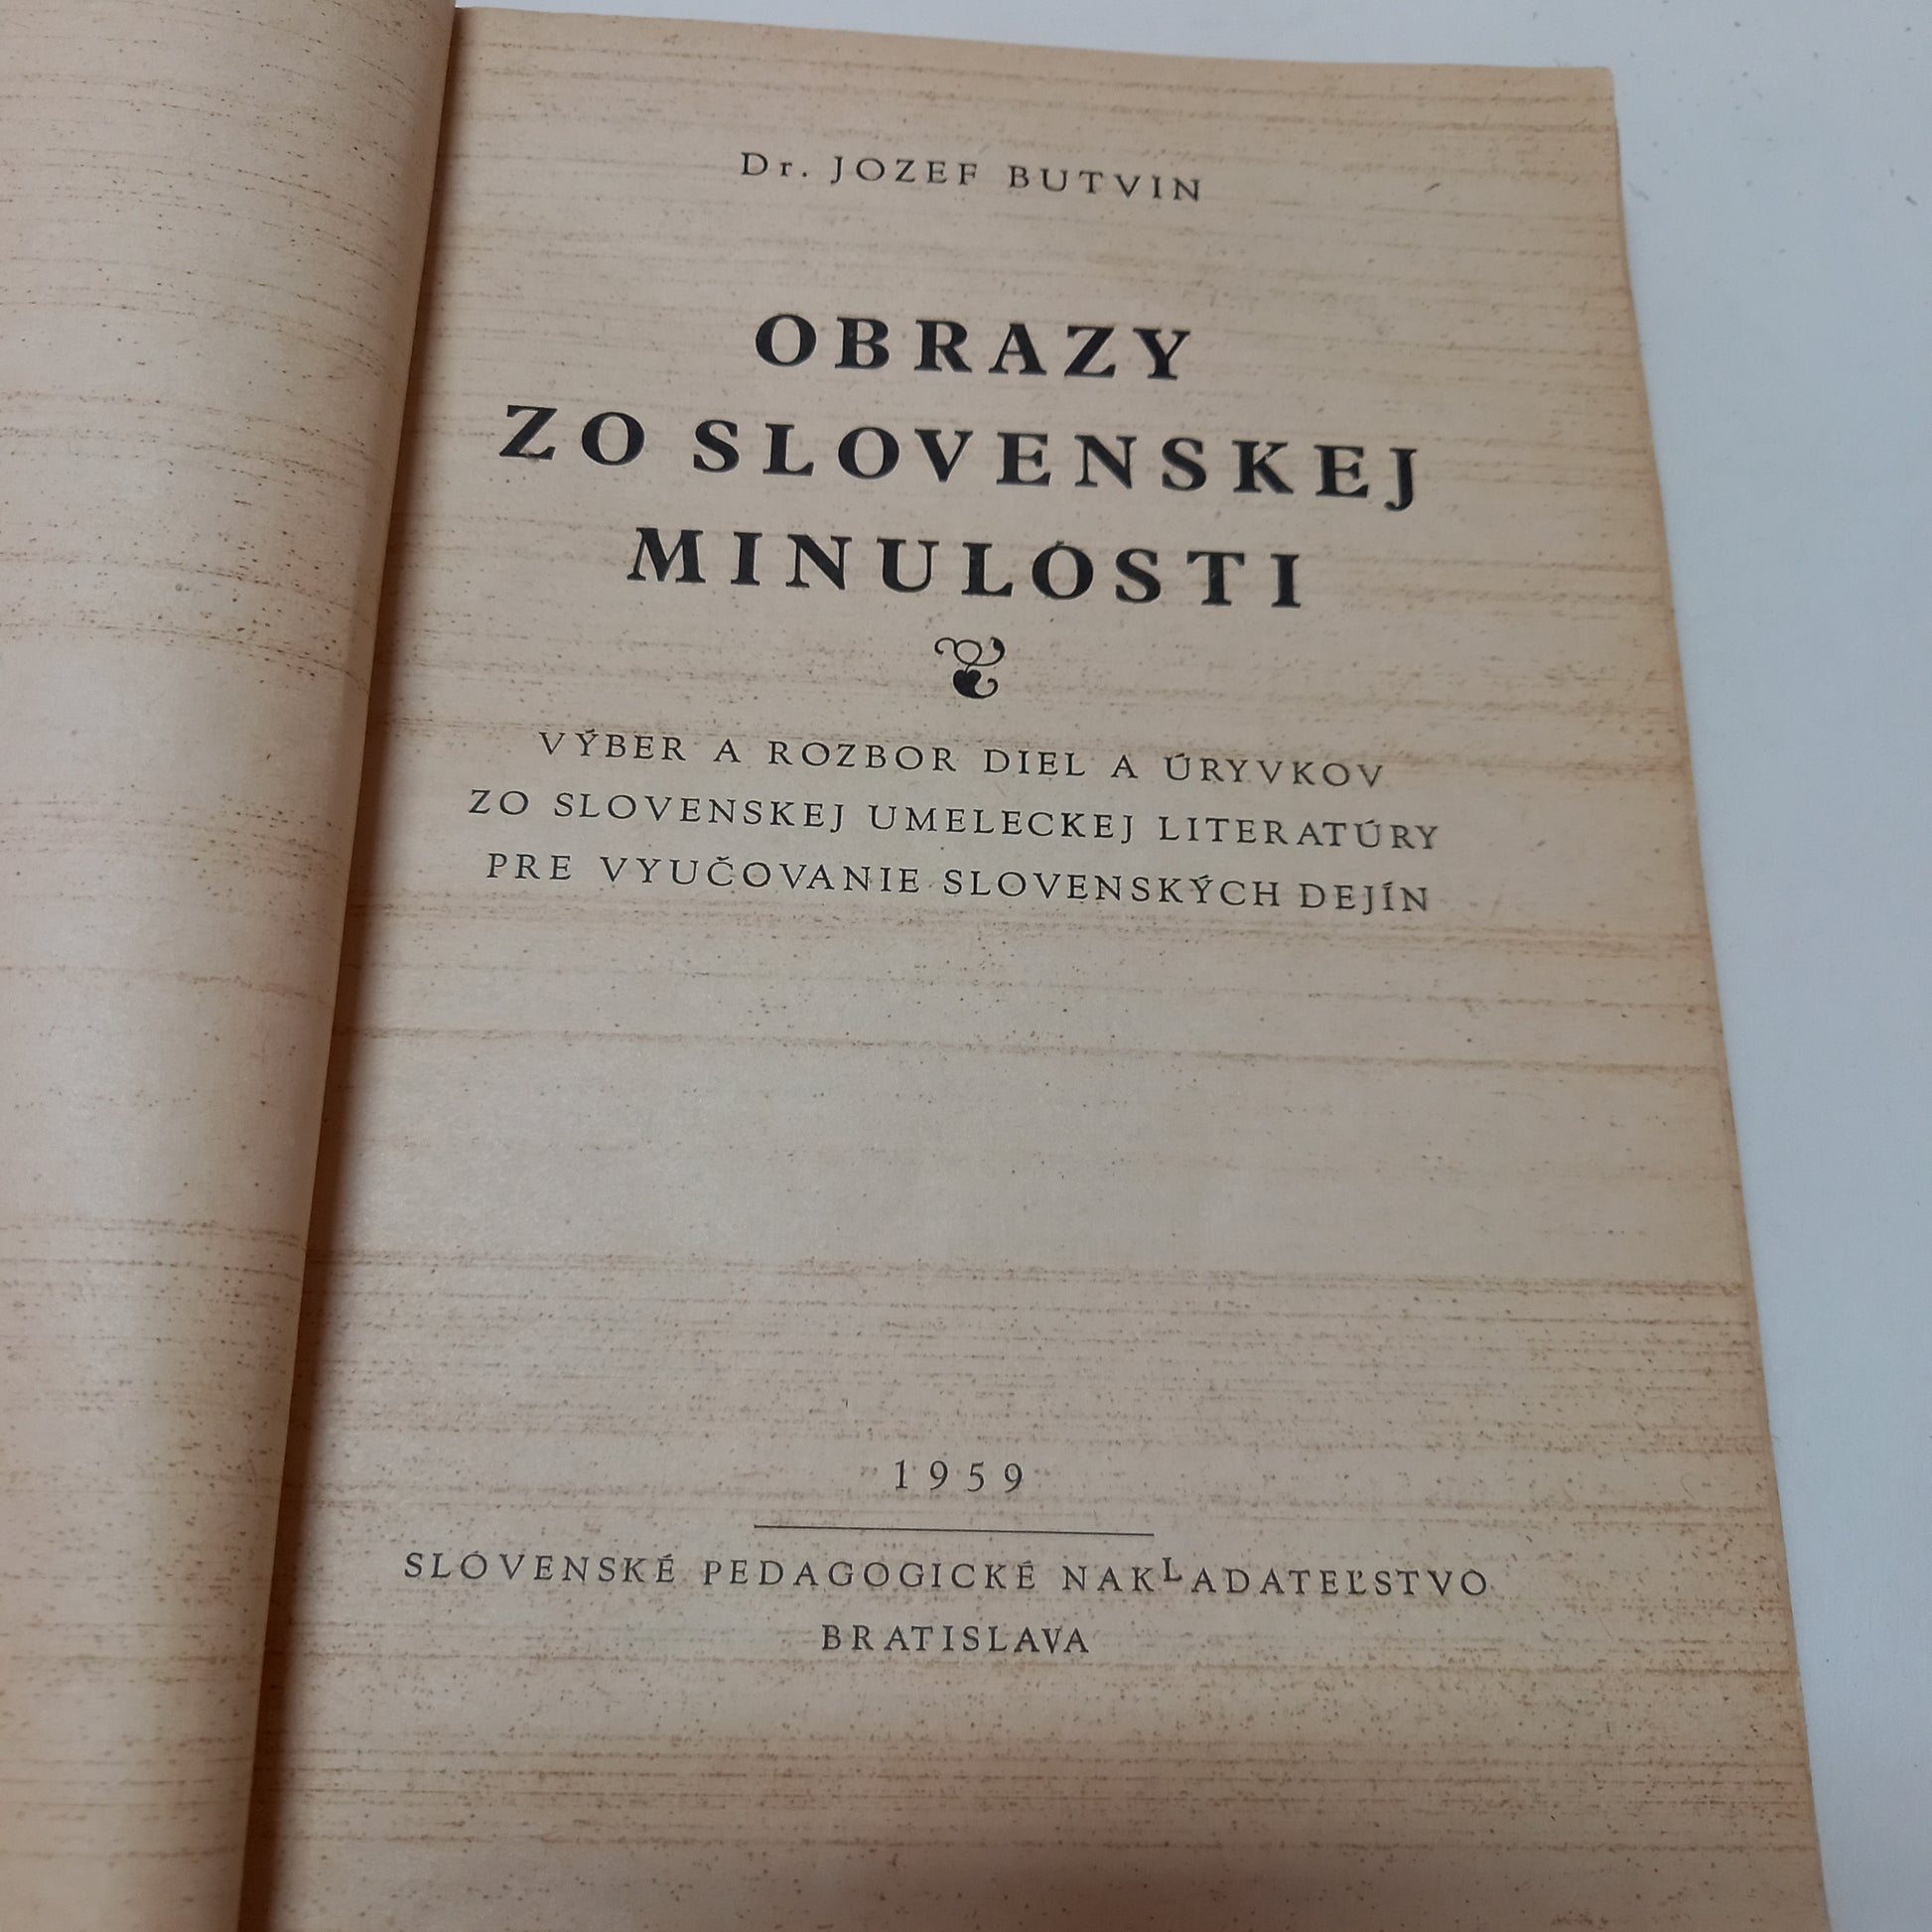 Dr. JOZEF BUTVIN
OBRAZY
ZO SLOVENSKEJ
MINULOSTI
VÝBER A ROZBOR DIEL A ÚRYVKOV
ZO SLOVENSKEJ UMELECKEJ LITERATÚRY
PRE VYUČOVANIE SLOVENSKÝCH DEJÍN
1959
SLOVENSKÉ PEDAGOGICKÉ NAKLADATEĽSTVO
BRATISLAVA